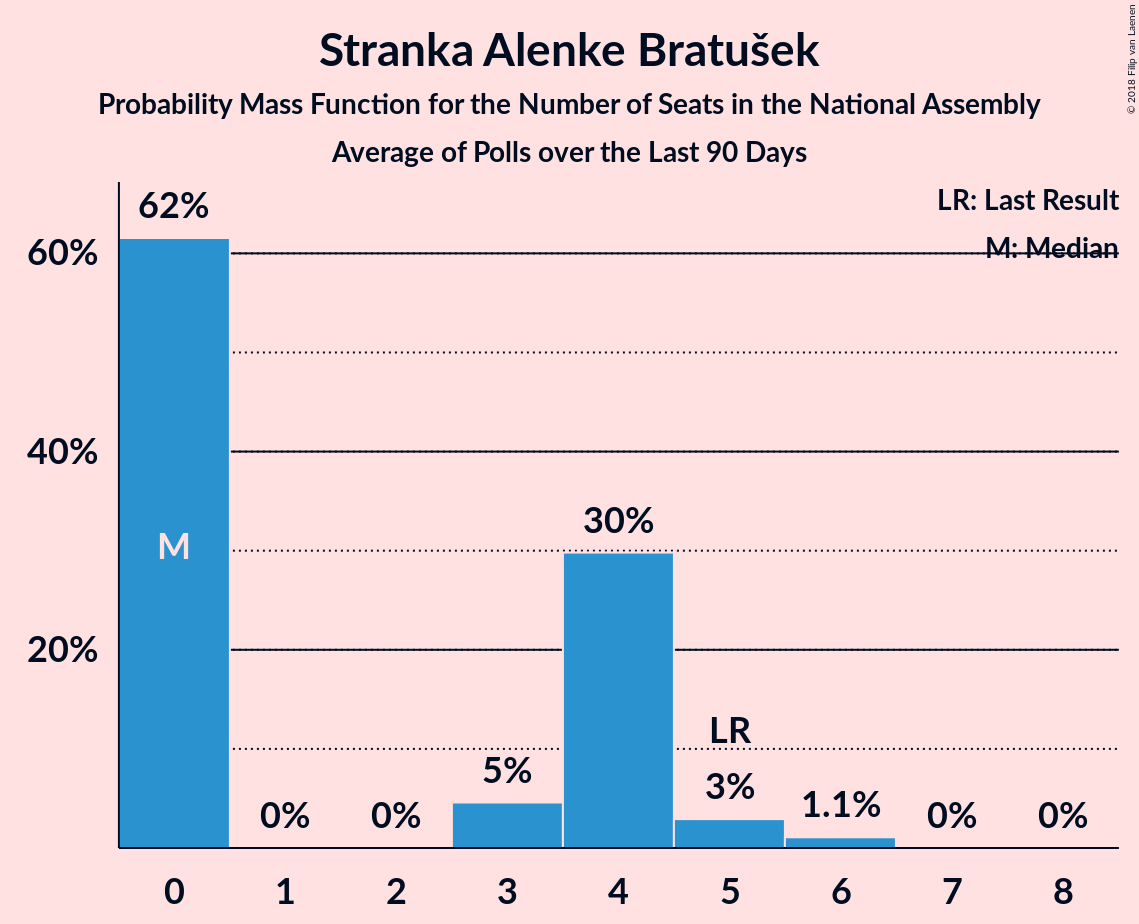 Stranka Alenke Bratušek
Probability Mass Function for the Number of Seats in the National Assembly
Average of Polls over the Last 90 Days
© 2018 Filip van Laenen
LR: Last Result
M: Median
62%
60%
40%
M
30%
20%
LR
5%
3%
1.1%
0%
0%
0%
0%
0
1
2
3
4
5
6
7
8